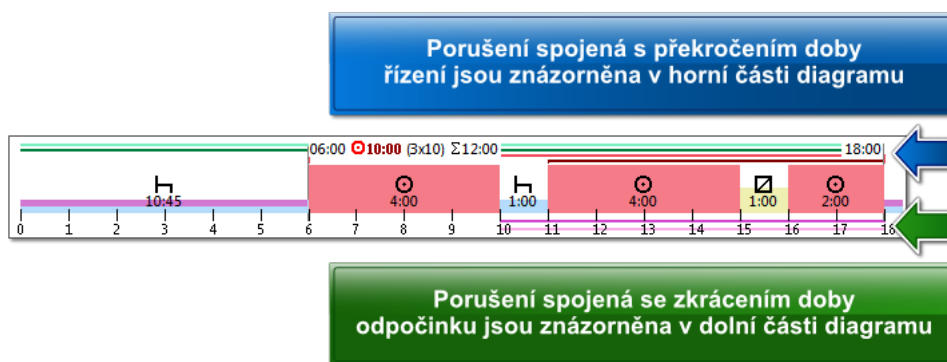 Porušení spojená s překročením doby
řízení jsou znázorněna v horní části diagramu
06:00 10:00 (3x10) Σ12:00 18:00
10:45 4:00 1:00 4:00 1:00 2:00
0 1 2 3 4 5 6 7 8 9 10 11 12 13 14 15 16 17 18
Porušení spojená se zkrácením doby
odpočinku jsou znázorněna v dolní části diagramu